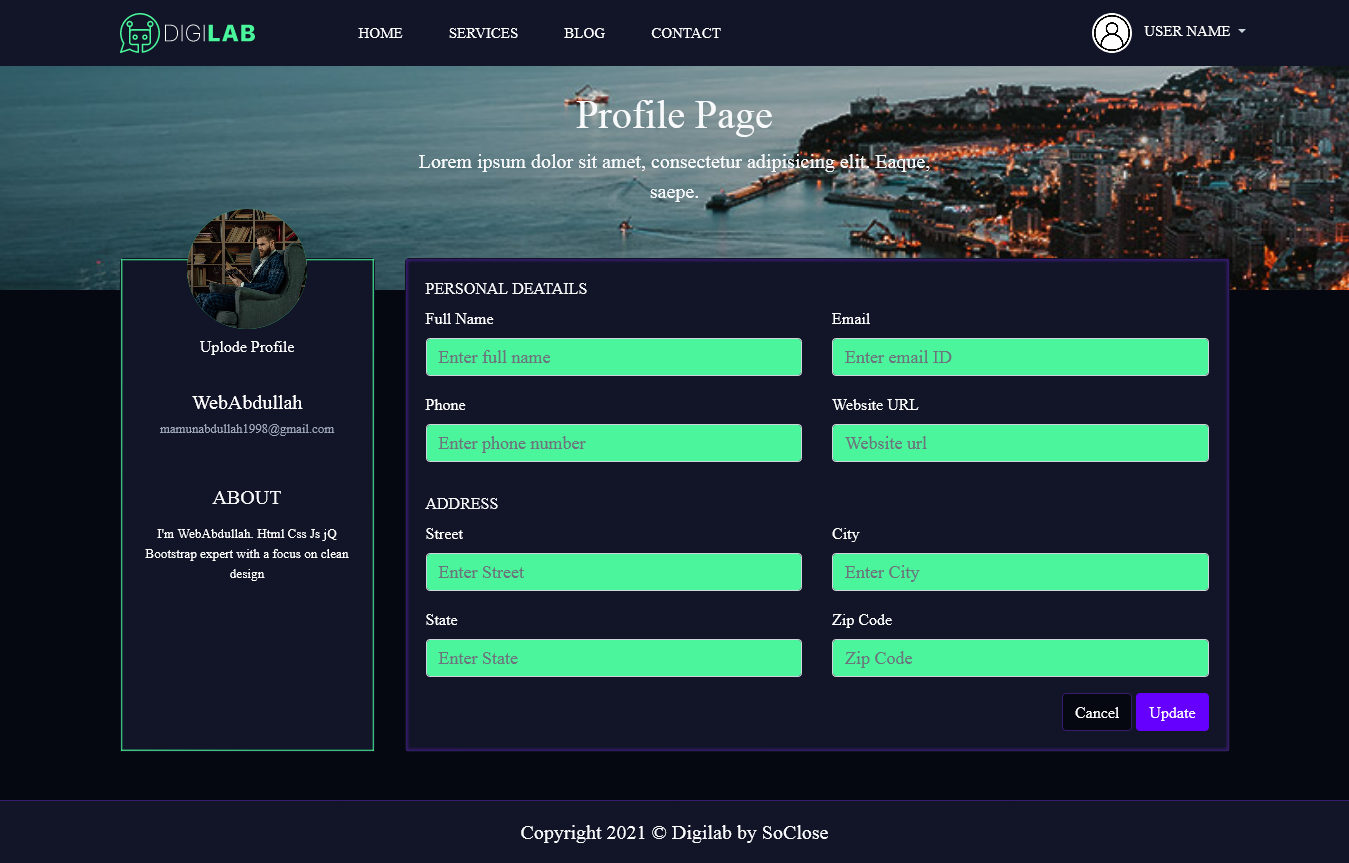 DIGILAB
HOME SERVICES BLOG CONTACT USER NAME
Profile Page
Lorem ipsum dolor sit amet, consectetur adipisicing elit. Eaque,
saepe.
Uplode Profile
WebAbdullah
mamunabdullah1998@gmail.com
ABOUT
I'm WebAbdullah. Html Css Js jQ
Bootstrap expert with a focus on clean
design
PERSONAL DEATAILS
Full Name Email
Enter full name Enter email ID
Phone Website URL
Enter phone number Website url
ADDRESS
Street City
Enter Street Enter City
State Zip Code
Enter State Zip Code
Cancel Update
Copyright 2021 © Digilab by SoClose